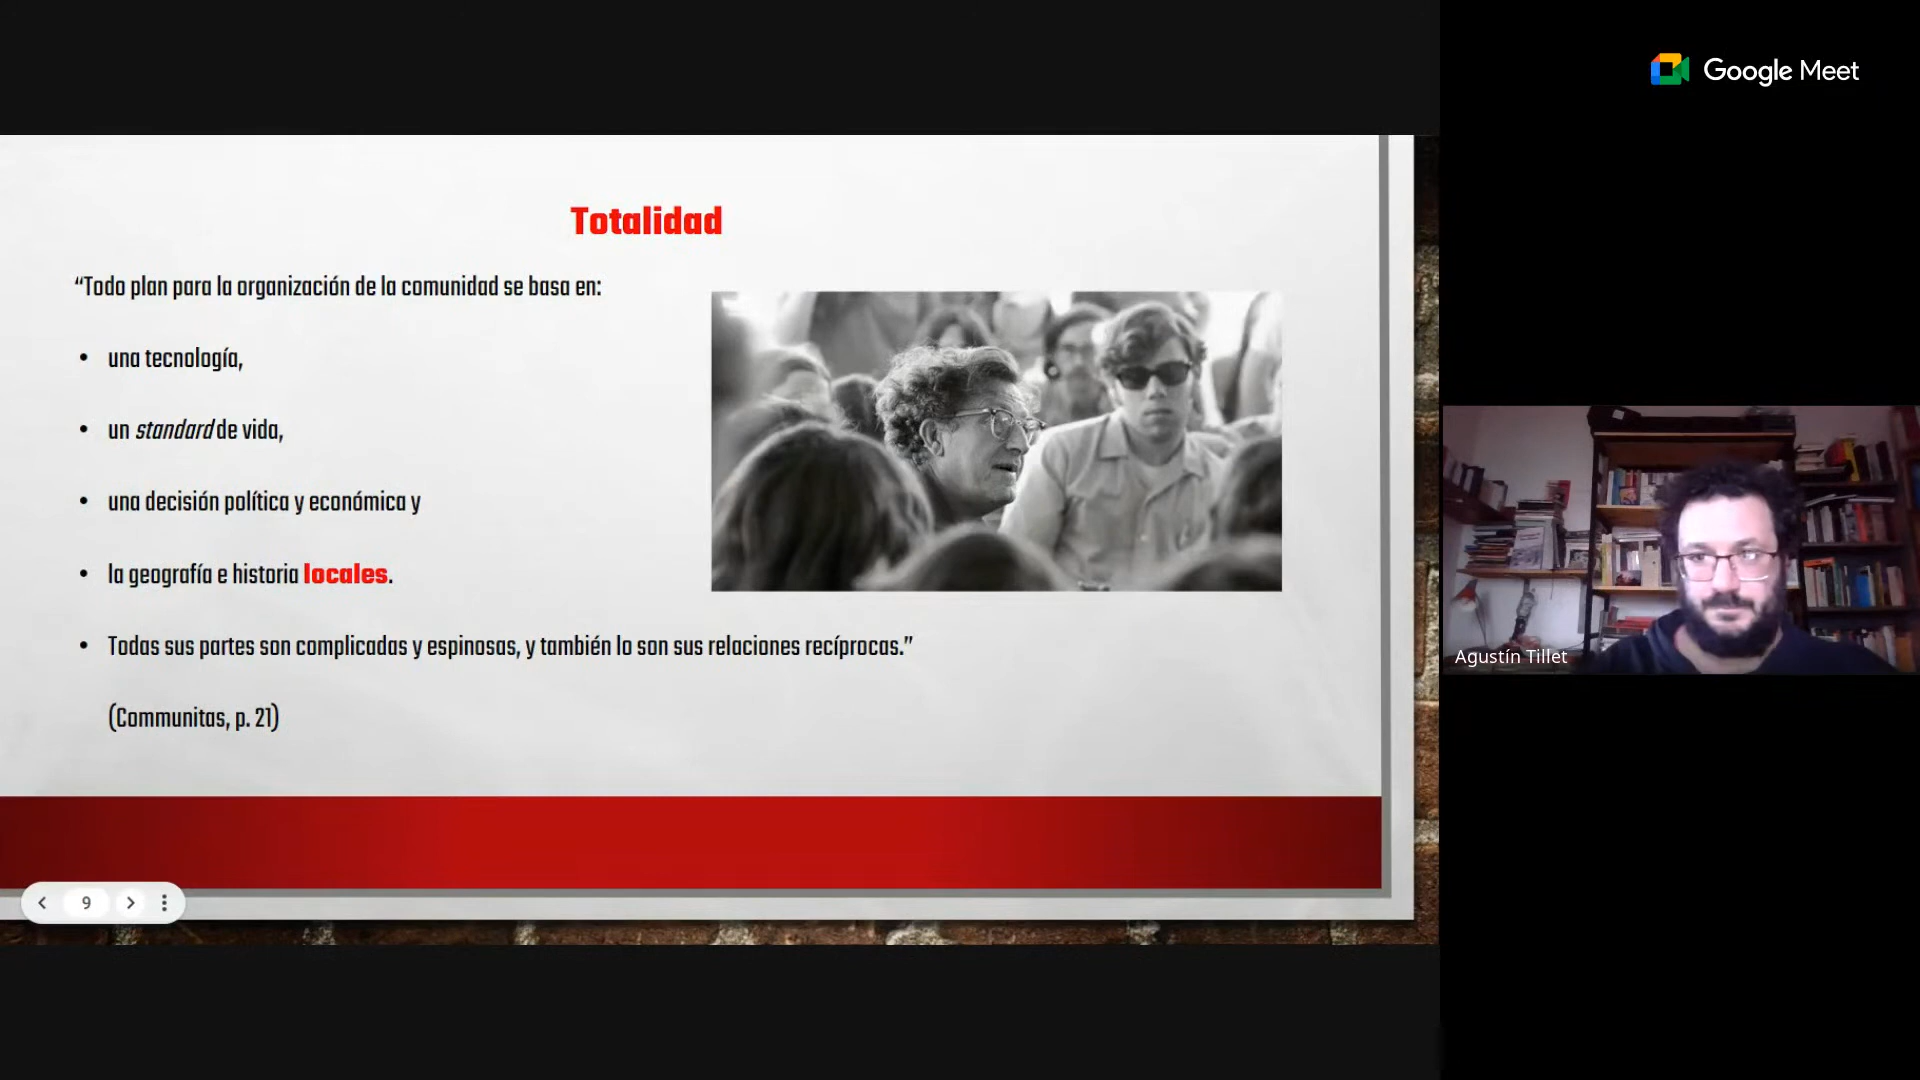 Google Meet
Totalidad
“Todo plan para la organización de la comunidad se basa en:
• una tecnología,
• un standard de vida,
• una decisión política y económica y
• la geografía e historia locales.
• Todas sus partes son complicadas y espinosas, y también lo son sus relaciones recíprocas.”
(Communitas, p. 21)
9
Agustín Tillet